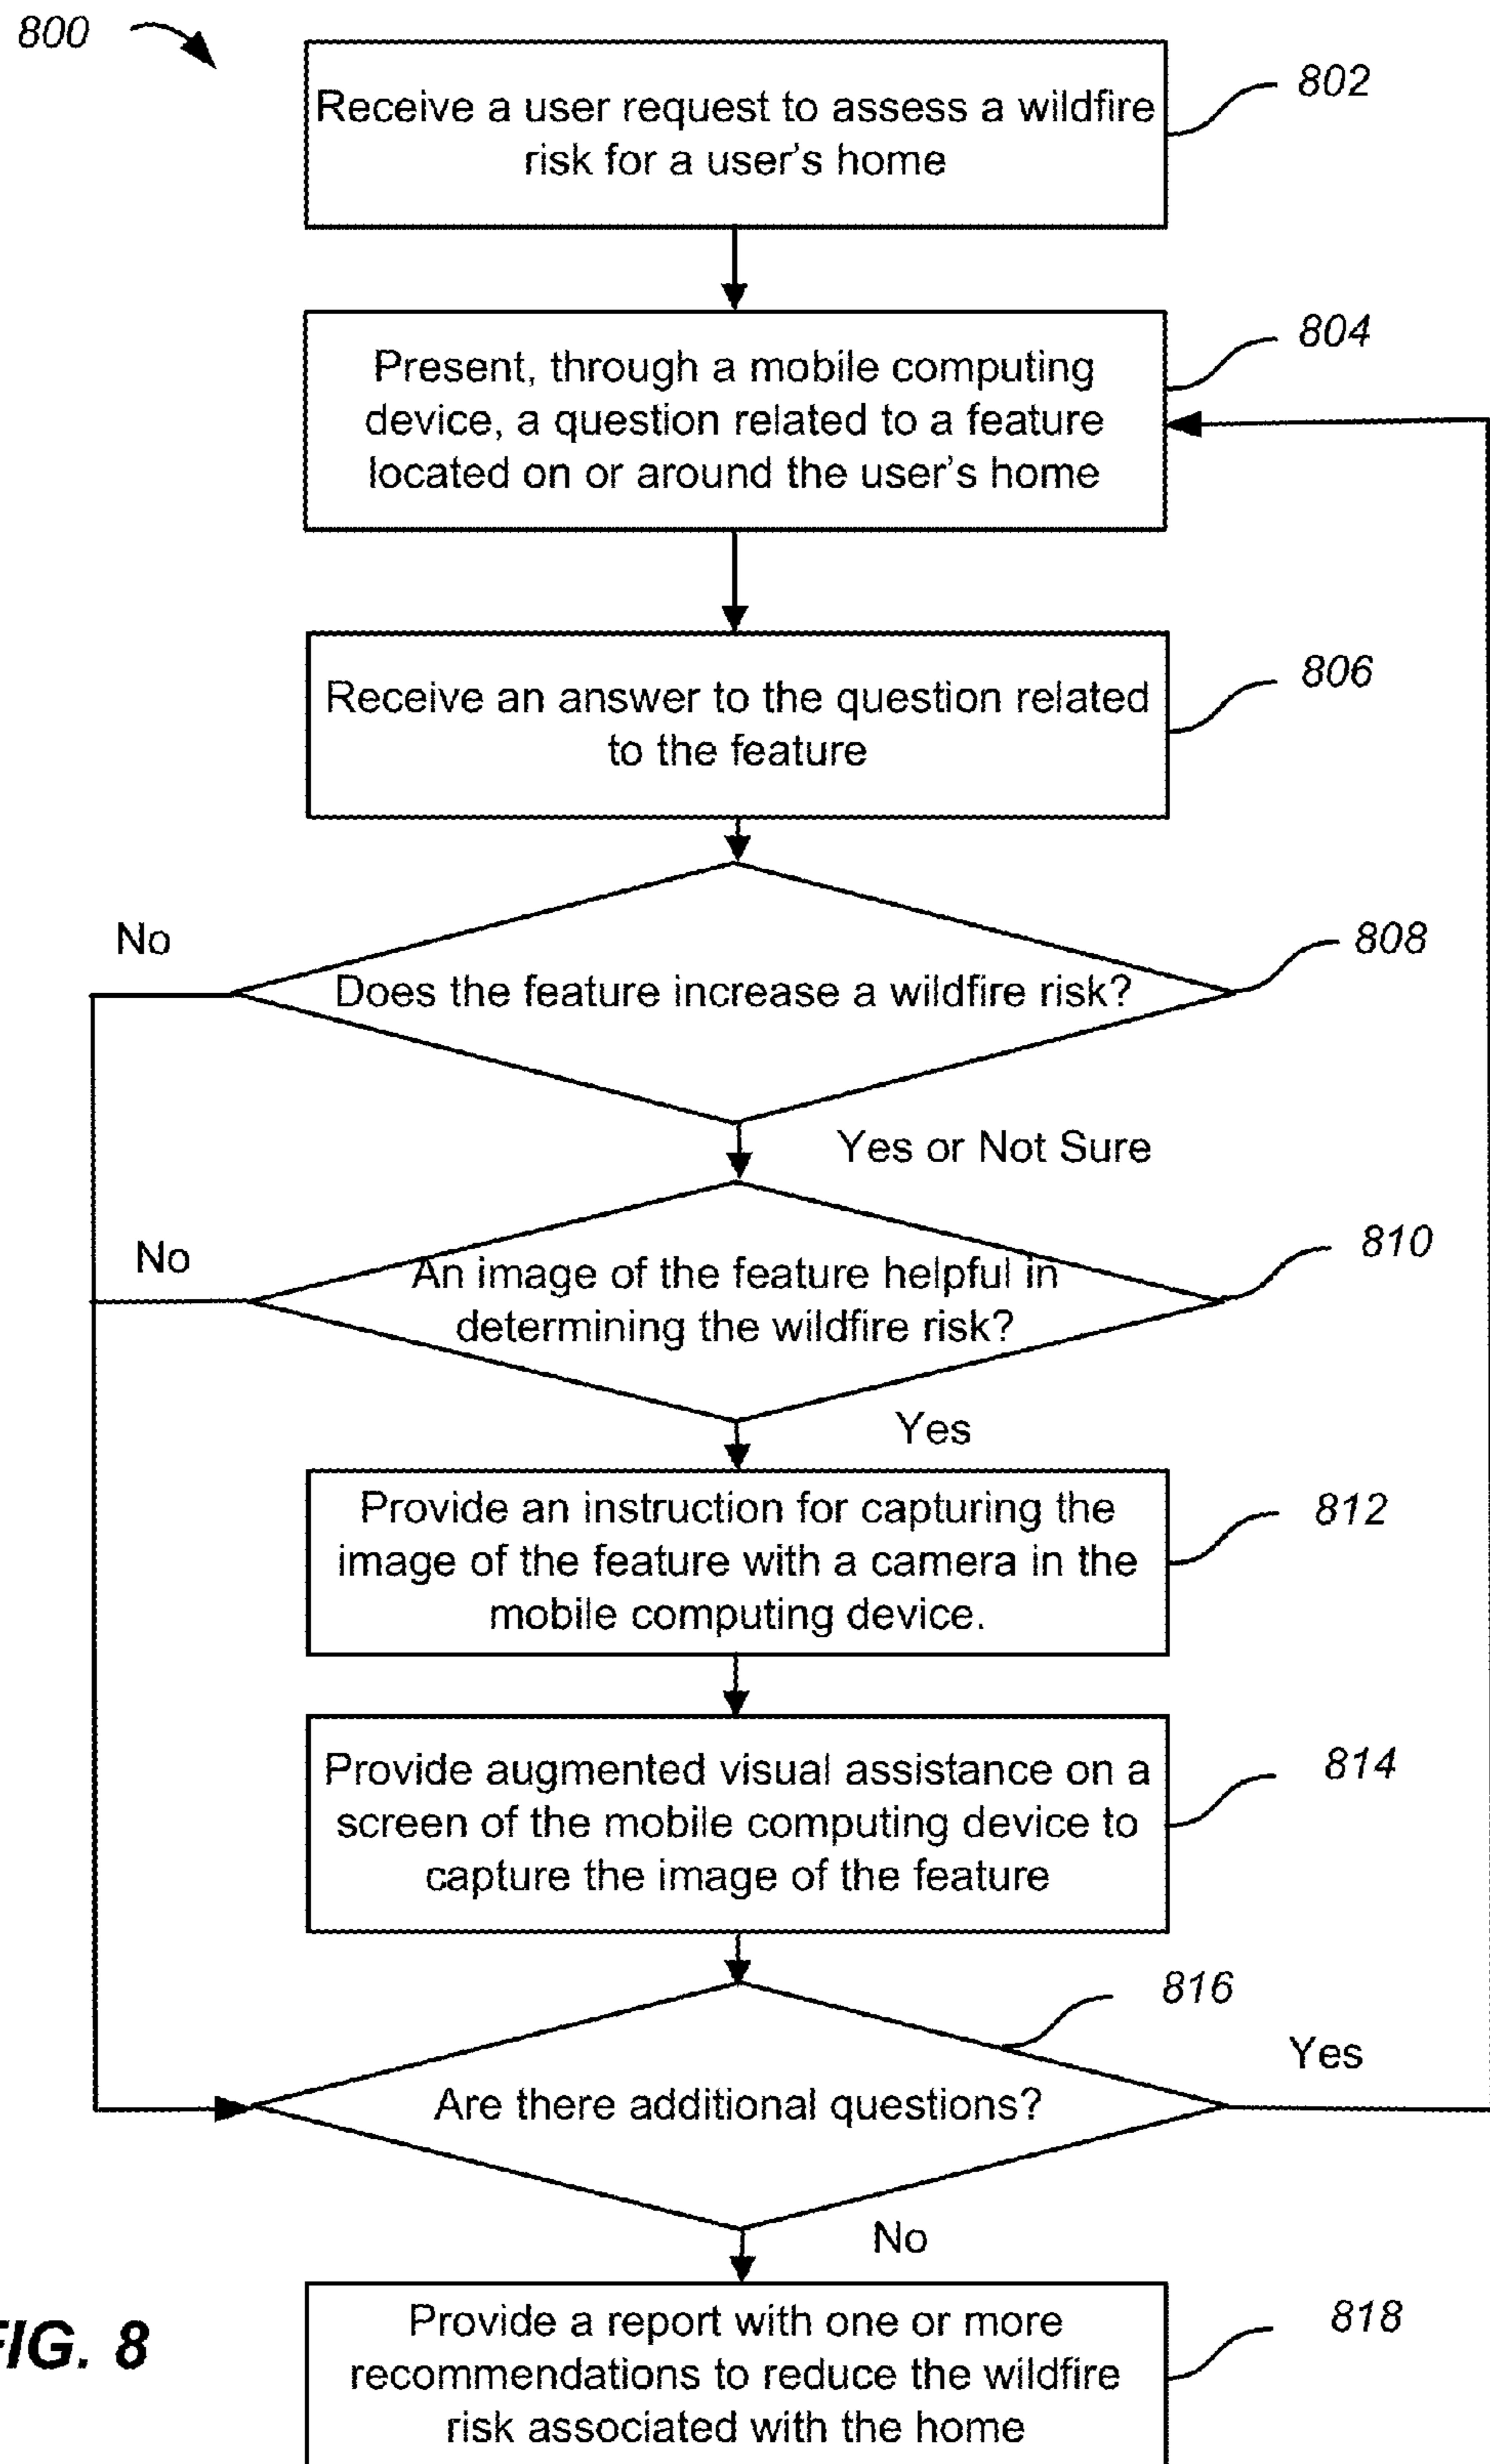 800
Receive a user request to assess a wildfire
risk for a user's home
802
Present, through a mobile computing
device, a question related to a feature
located on or around the user's home
804
Receive an answer to the question related
to the feature
806
No
Does the feature increase a wildfire risk?
808
Yes or Not Sure
No
An image of the feature helpful in
determining the wildfire risk?
810
Yes
Provide an instruction for capturing the
image of the feature with a camera in the
mobile computing device.
812
Provide augmented visual assistance on a
screen of the mobile computing device to
capture the image of the feature
814
816
Are there additional questions?
Yes
No
Provide a report with one or more
recommendations to reduce the wildfire
risk associated with the home
818
FIG. 8